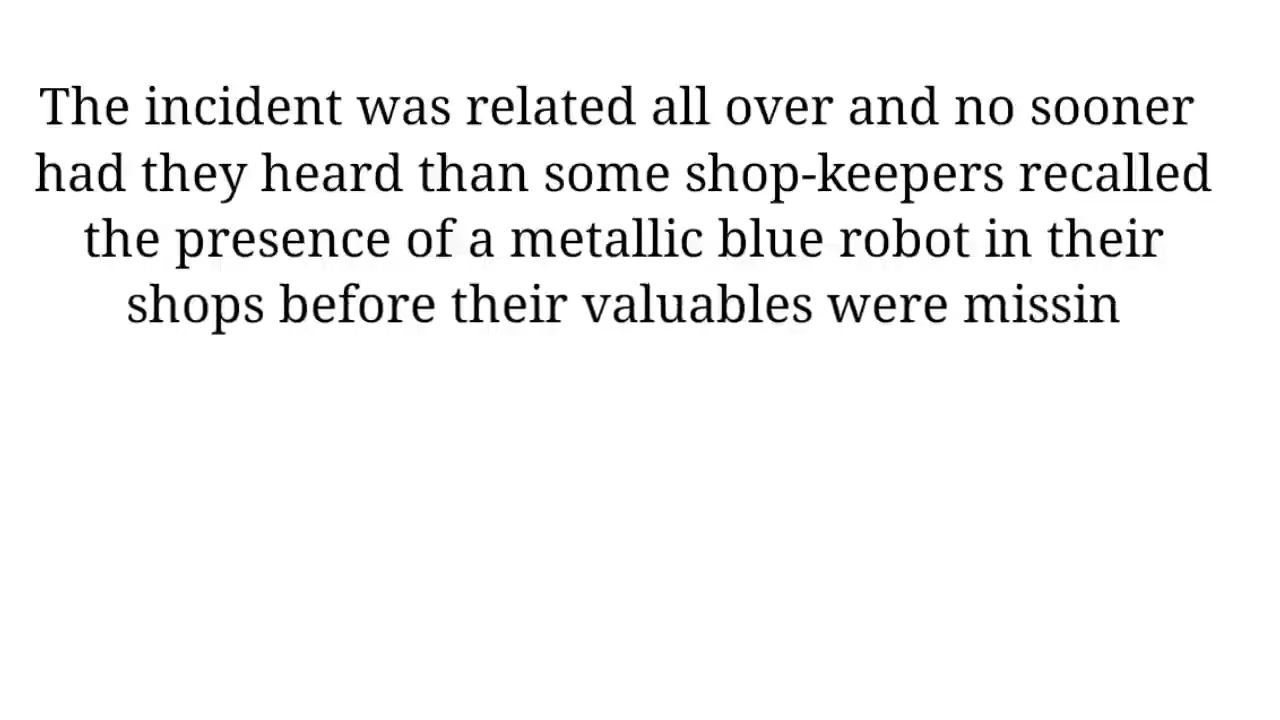 The incident was related all over and no sooner
had they heard than some shop-keepers recalled
the presence of a metallic blue robot in their
shops before their valuables were missin